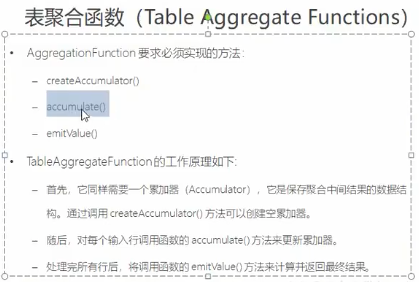 表聚合函数（Table Aggregate Functions）
• AggregationFunction 要求必须实现的方法：
– createAccumulator()
– accumulate()
– emitValue()
• TableAggregateFunction 的工作原理如下：
– 首先，它同样需要一个累加器（Accumulator），它是保存聚合中间结果的数据结
构。通过调用 createAccumulator() 方法可以创建空累加器。
– 随后，对每个输入行调用函数的 accumulate() 方法来更新累加器。
– 处理完所有行后，将调用函数的 emitValue() 方法来计算并返回最终结果。